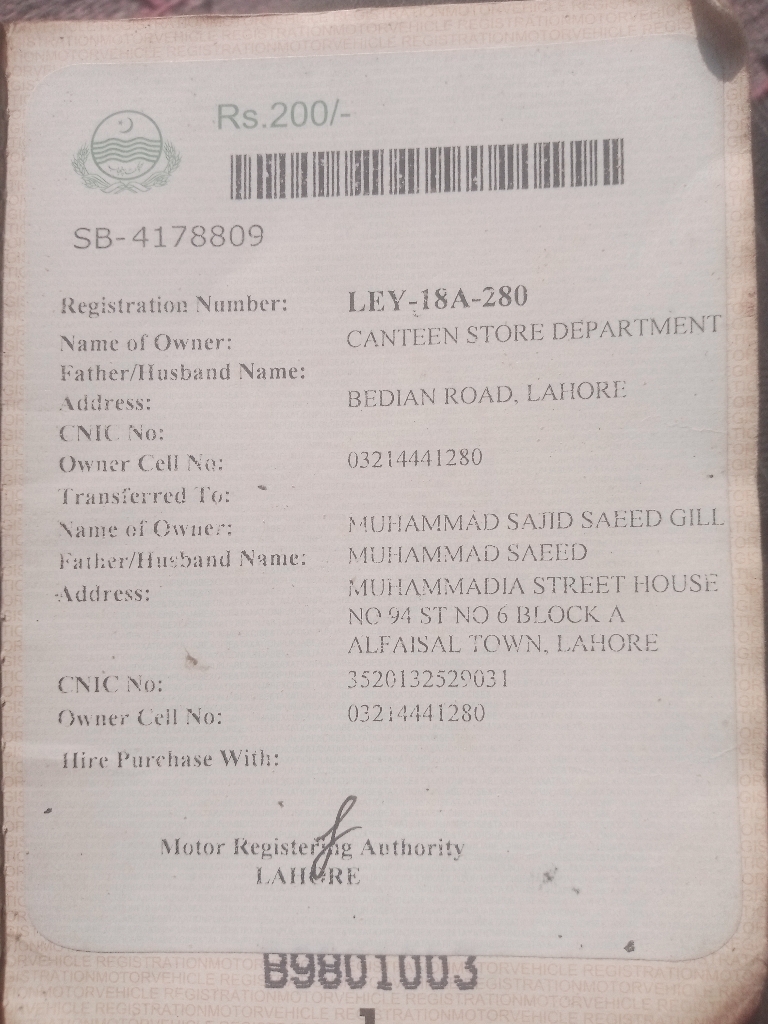 Rs.200/-
SB-4178809
Registration Number: LEY-18A-280
Name of Owner: CANTEEN STORE DEPARTMENT
Father/Husband Name:
Address: BEDIAN ROAD, LAHORE
CNIC No:
Owner Cell No: 03214441280
Transferred To:
Name of Owner: MUHAMMAD SAJID SAEED GILL
Father/Husband Name: MUHAMMAD SAEED
Address: MUHAMMADIA STREET HOUSE
NO 94 ST NO 6 BLOCK A
ALFAISAL TOWN, LAHORE
CNIC No: 3520132529031
Owner Cell No: 03214441280
Hire Purchase With:
Motor Registering Authority
LAHORE
B9801003